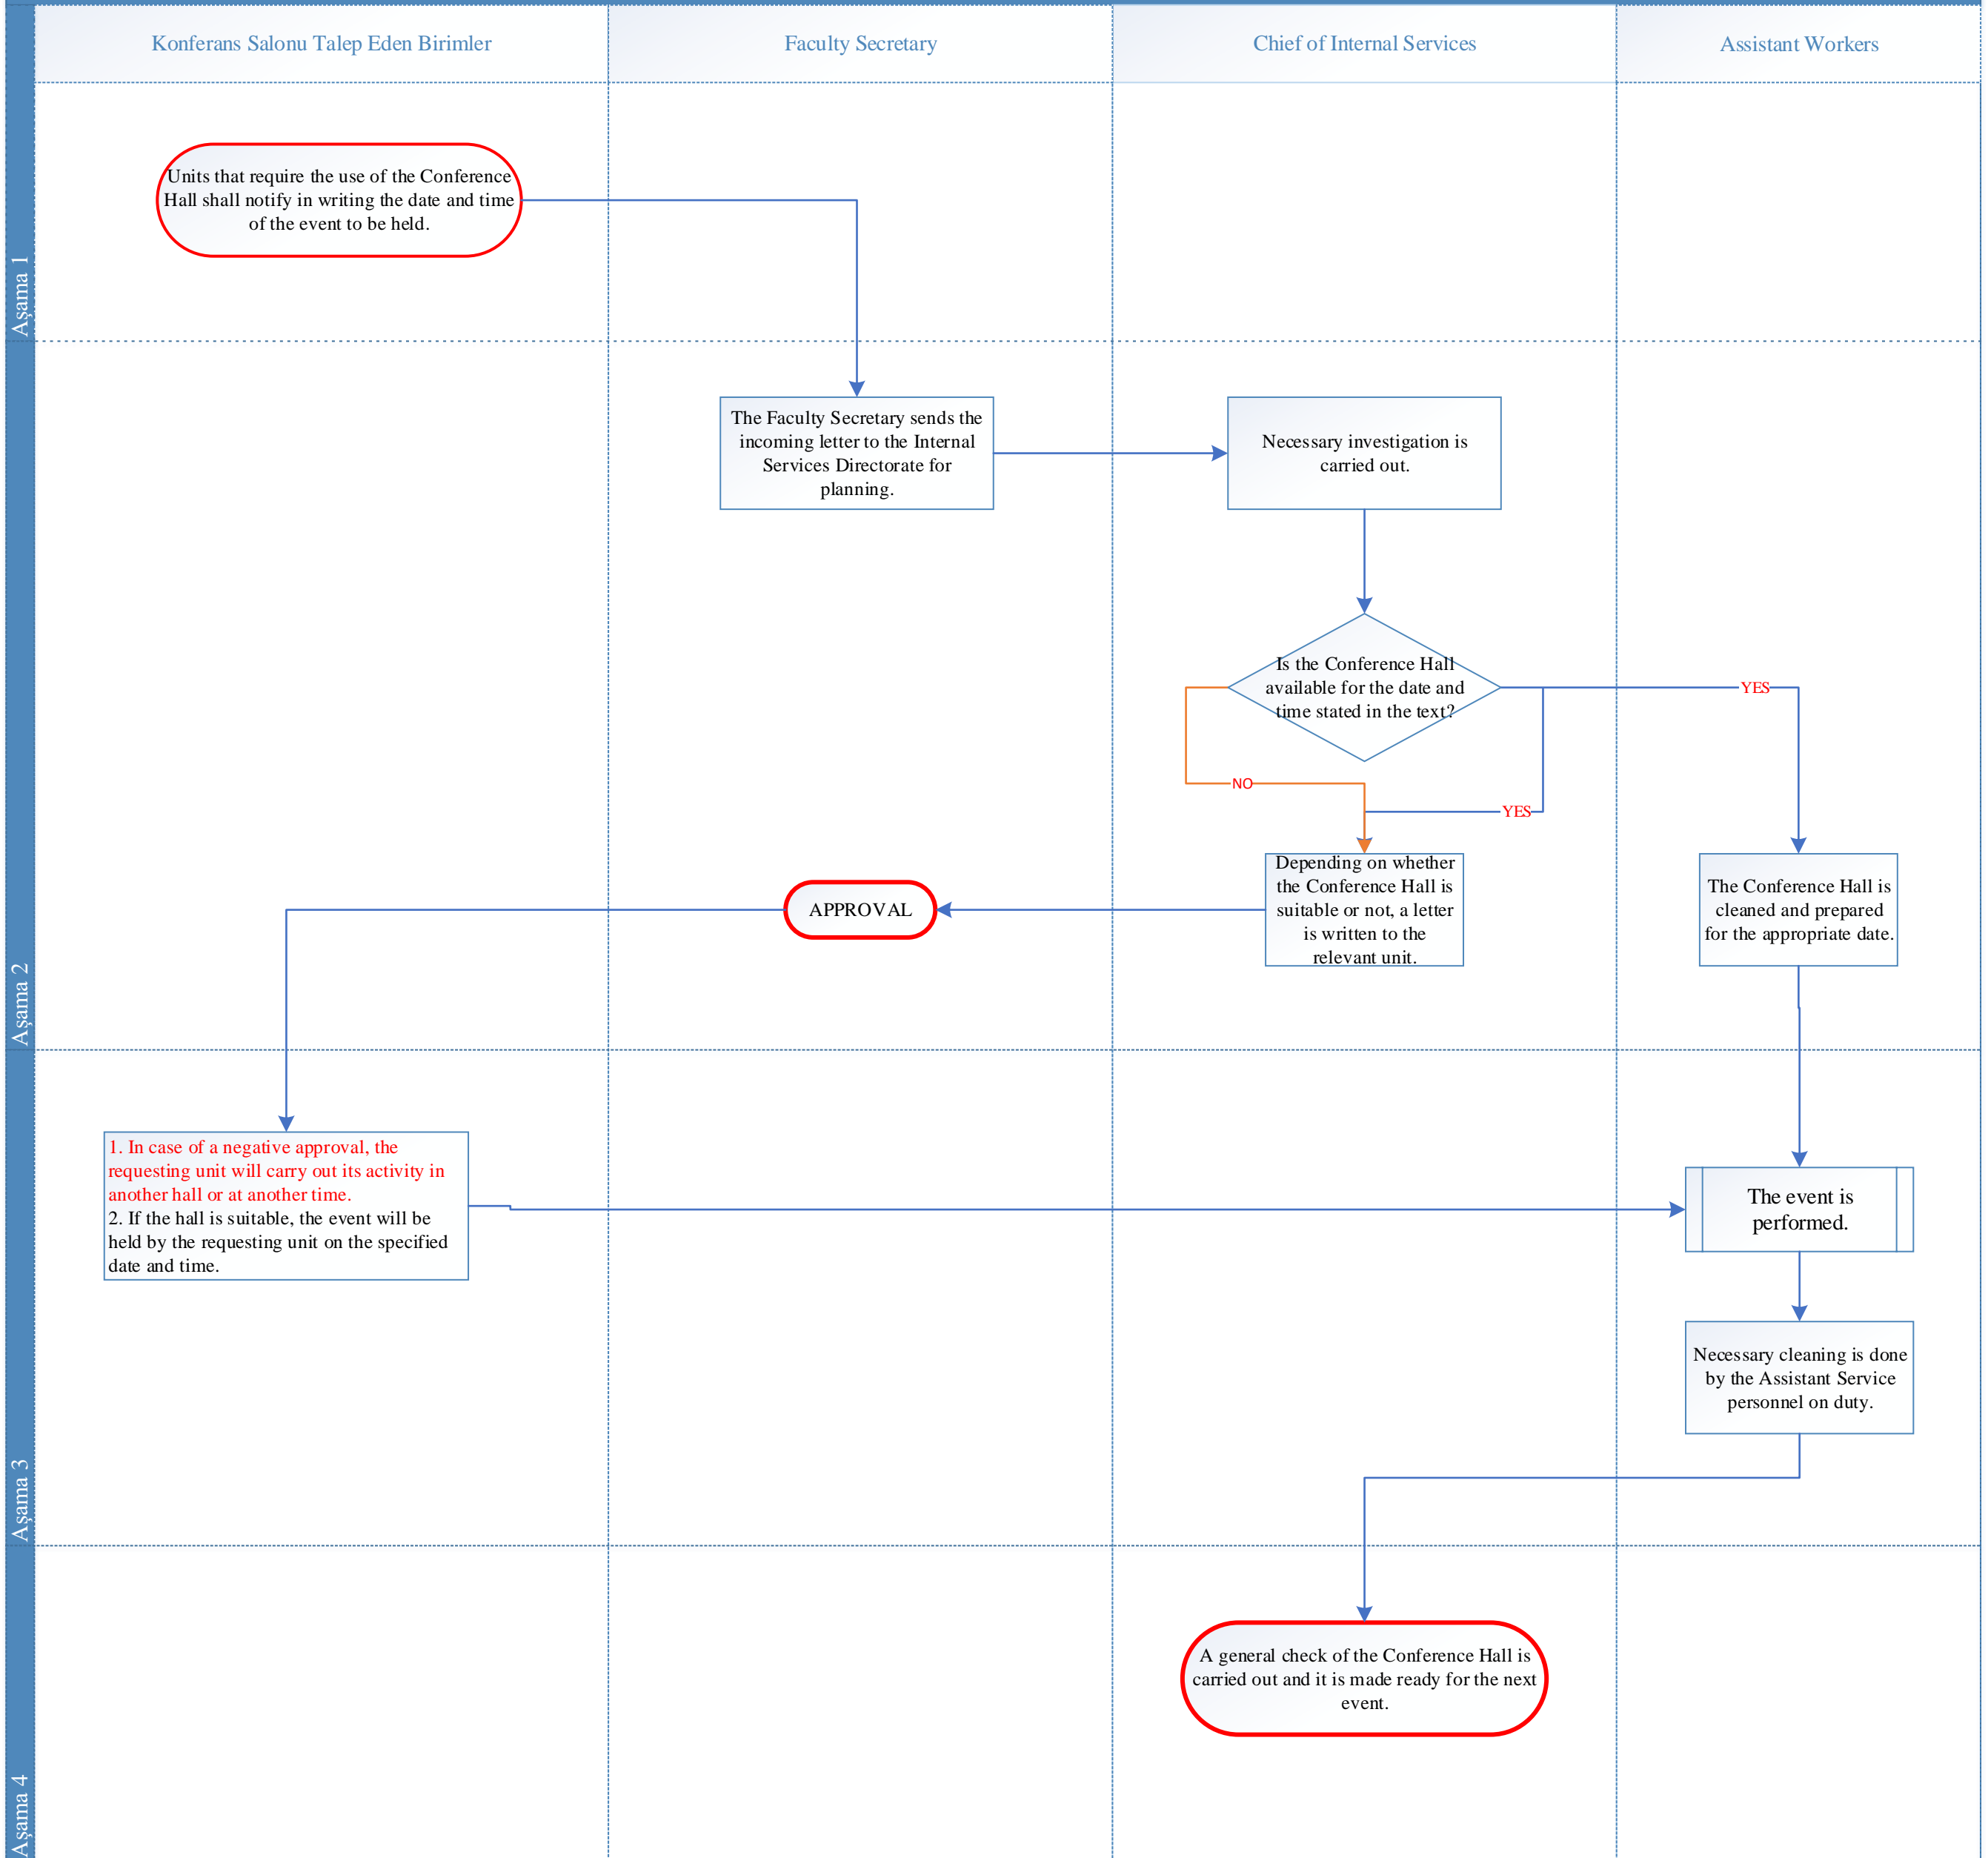 Konferans Salonu Talep Eden Birimler
Faculty Secretary
Chief of Internal Services
Assistant Workers
Aşama 1
Units that require the use of the Conference
Hall shall notify in writing the date and time
of the event to be held.
Aşama 2
The Faculty Secretary sends the
incoming letter to the Internal
Services Directorate for
planning.
Necessary investigation is
carried out.
Is the Conference Hall
available for the date and
time stated in the text?
YES
NO
YES
Depending on whether
the Conference Hall is
suitable or not, a letter
is written to the
relevant unit.
APPROVAL
The Conference Hall is
cleaned and prepared
for the appropriate date.
Aşama 3
1. In case of a negative approval, the
requesting unit will carry out its activity in
another hall or at another time.
2. If the hall is suitable, the event will be
held by the requesting unit on the specified
date and time.
The event is
performed.
Necessary cleaning is done
by the Assistant Service
personnel on duty.
Aşama 4
A general check of the Conference Hall is
carried out and it is made ready for the next
event.